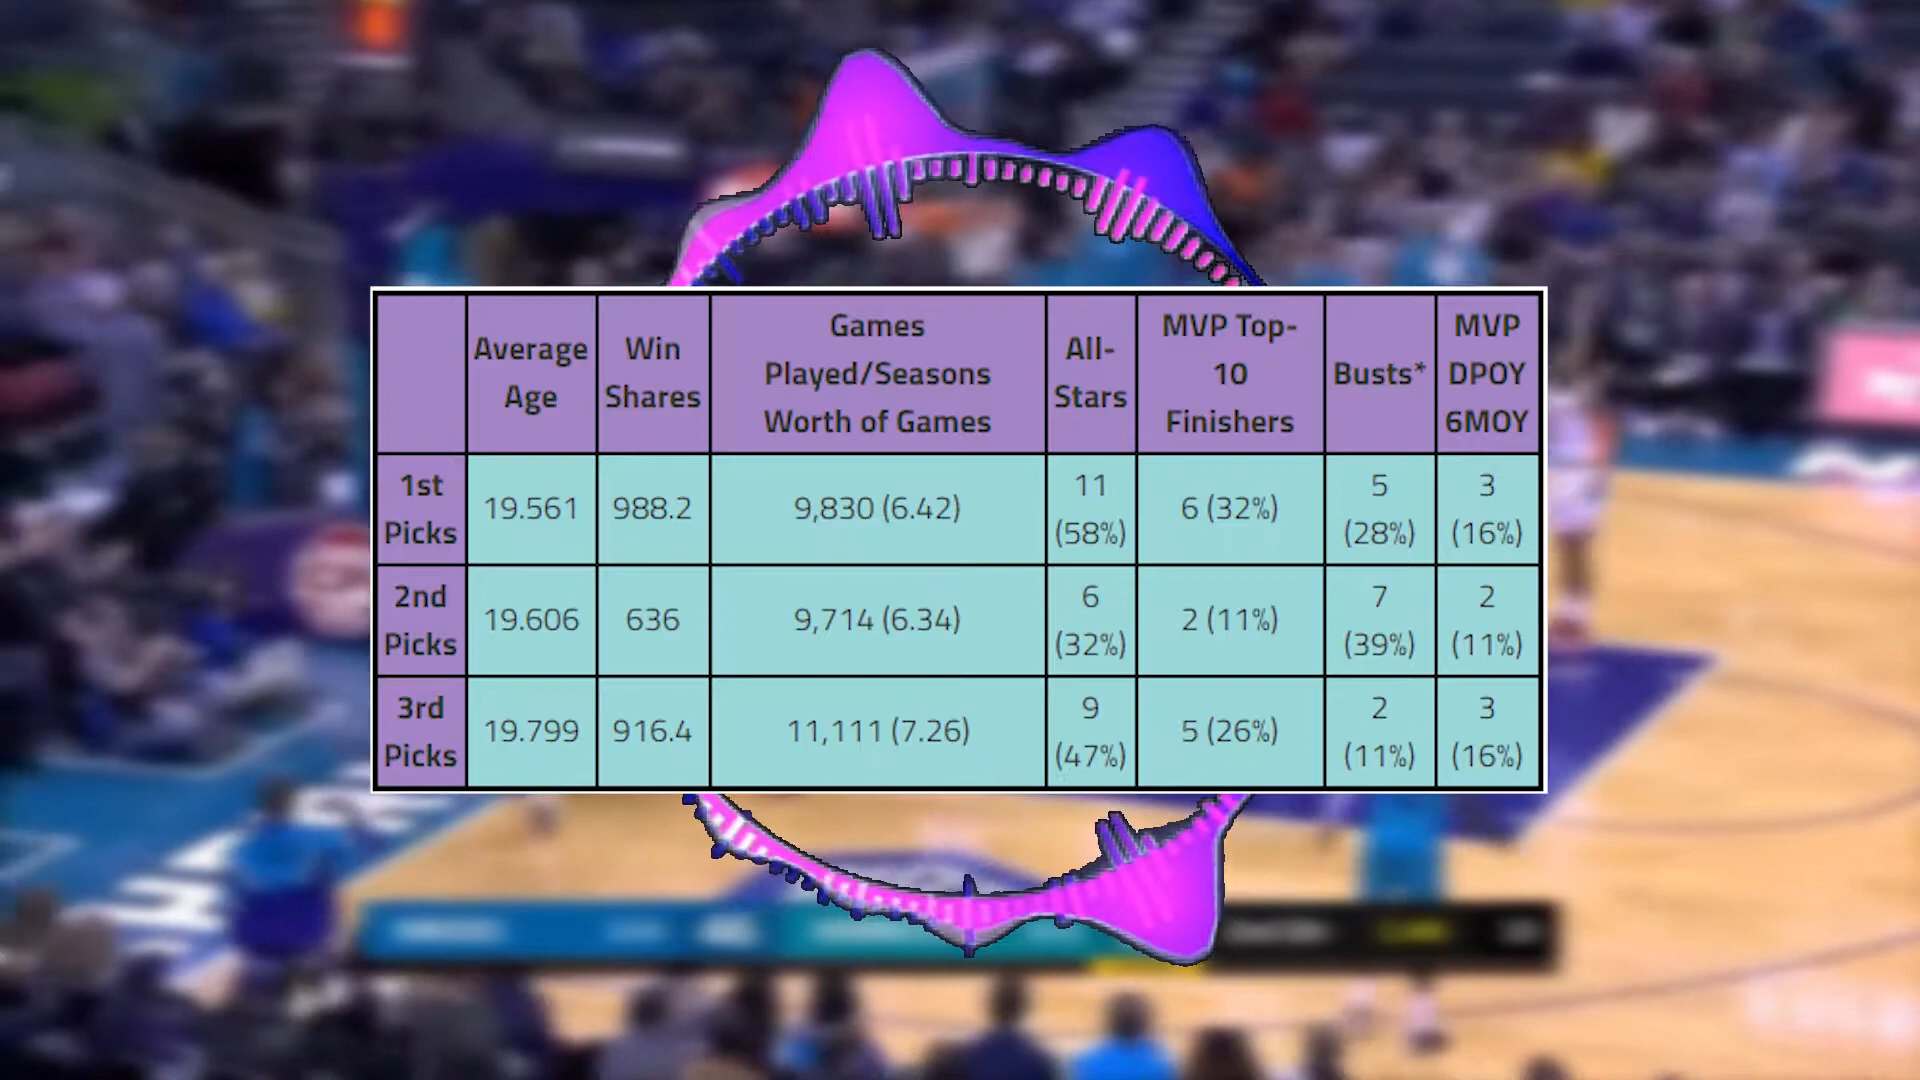 Average
Age
Win
Shares
Games
Played/Seasons
Worth of Games
All-
Stars
MVP Top-
10
Finishers
Busts*
MVP
DPOY
6MOY
1st
Picks
19.561
988.2
9,830 (6.42)
11
(58%)
6 (32%)
5
(28%)
3
(16%)
2nd
Picks
19.606
636
9,714 (6.34)
6
(32%)
2 (11%)
7
(39%)
2
(11%)
3rd
Picks
19.799
916.4
11,111 (7.26)
9
(47%)
5 (26%)
2
(11%)
3
(16%)